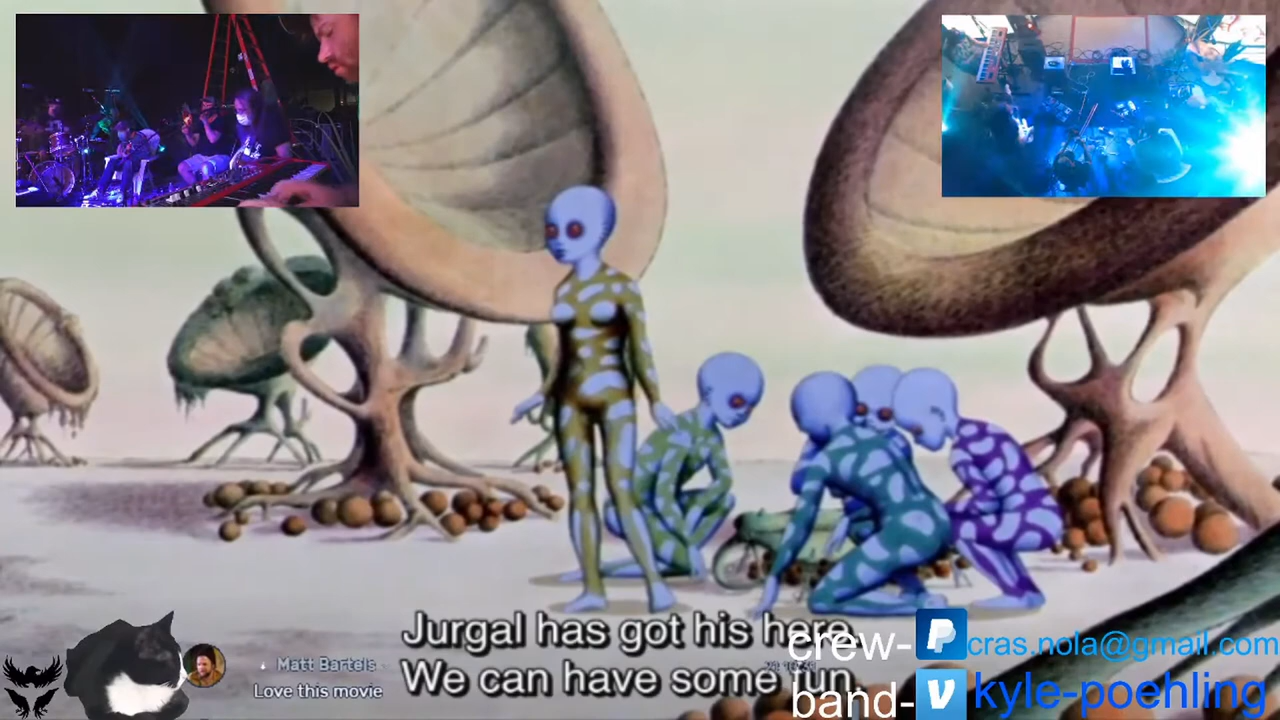 Jurgal has got his here.
We can have some fun.
Matt Bartels
Love this movie
crew- P cras.nola@gmail.com
band- V kyle-poehling